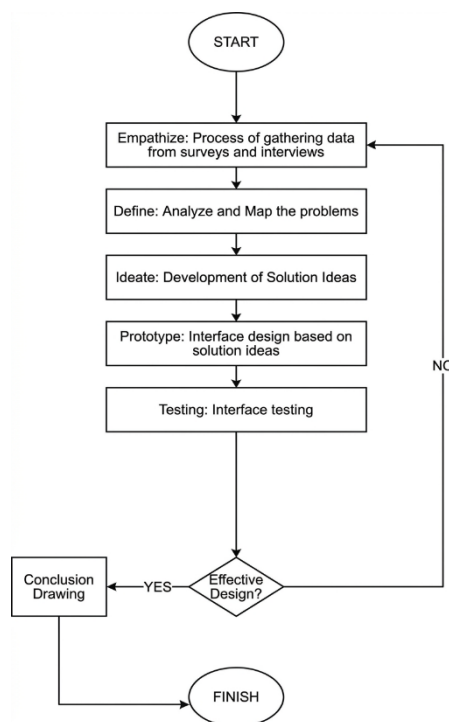 START
Empathize: Process of gathering data
from surveys and interviews
Define: Analyze and Map the problems
Ideate: Development of Solution Ideas
Prototype: Interface design based on
solution ideas
NO
Testing: Interface testing
Effective
Design?
YES
Conclusion
Drawing
FINISH